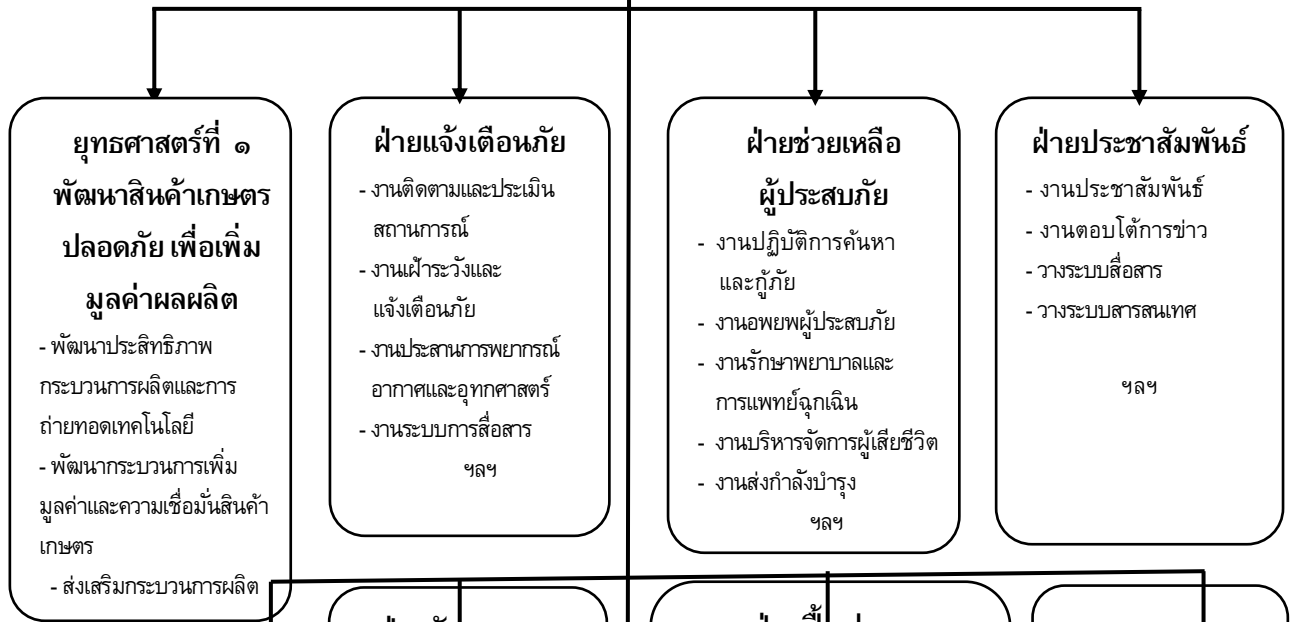 ยุทธศาสตร์ที่ ๑
พัฒนาสินค้าเกษตร
ปลอดภัย เพื่อเพิ่ม
มูลค่าผลผลิต
- พัฒนาประสิทธิภาพ
กระบวนการผลิตและการ
ถ่ายทอดเทคโนโลยี
- พัฒนากระบวนการเพิ่ม
มูลค่าและความเชื่อมั่นสินค้า
เกษตร
- ส่งเสริมกระบวนการผลิต
ฝ่ายแจ้งเตือนภัย
- งานติดตามและประเมิน
สถานการณ์
- งานเฝ้าระวังและ
แจ้งเตือนภัย
- งานประสานการพยากรณ์
อากาศและอุทกศาสตร์
- งานระบบการสื่อสาร
ฯลฯ
ฝ่ายช่วยเหลือ
ผู้ประสบภัย
- งานปฏิบัติการค้นหา
และกู้ภัย
- งานอพยพผู้ประสบภัย
- งานรักษาพยาบาลและ
การแพทย์ฉุกเฉิน
- งานบริหารจัดการผู้เสียชีวิต
- งานส่งกำลังบำรุง
ฯลฯ
ฝ่ายประชาสัมพันธ์
- งานประชาสัมพันธ์
- งานตอบโต้การข่าว
- วางระบบสื่อสาร
- วางระบบสารสนเทศ
ฯลฯ